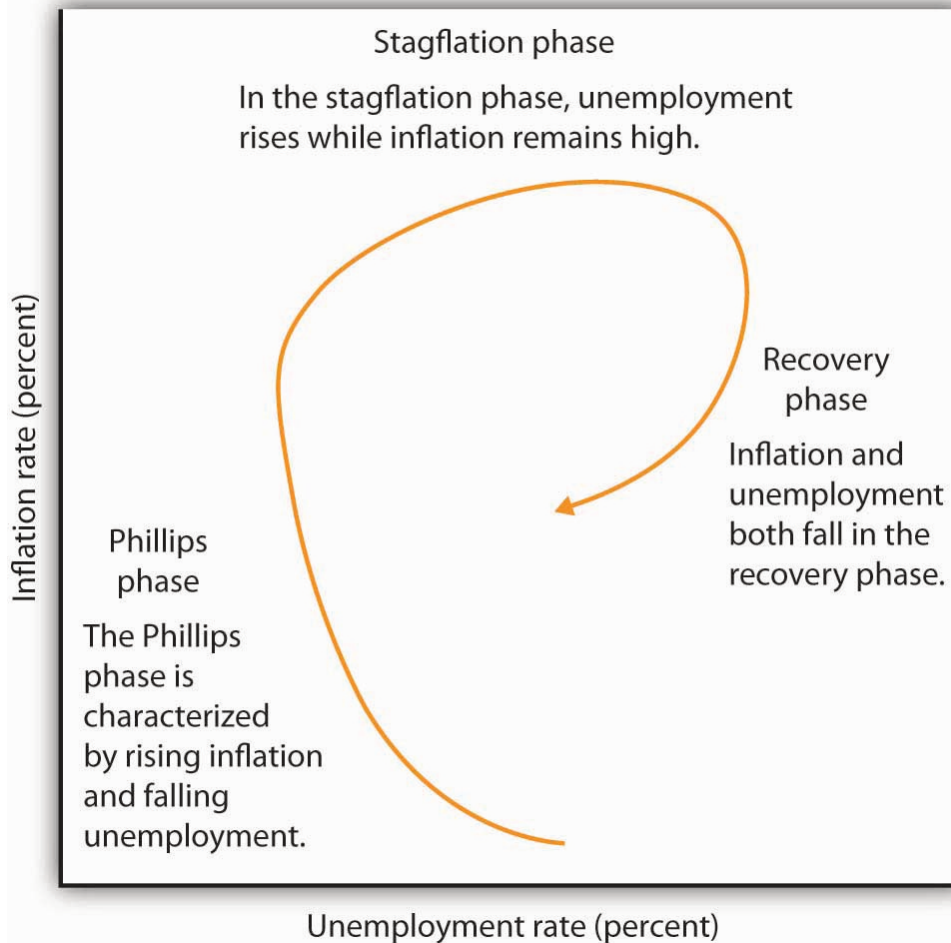 Stagflation phase
In the stagflation phase, unemployment
rises while inflation remains high.
Inflation rate (percent)
Recovery
phase
Inflation and
unemployment
both fall in the
recovery phase.
Phillips
phase
The Phillips
phase is
characterized
by rising inflation
and falling
unemployment.
Unemployment rate (percent)